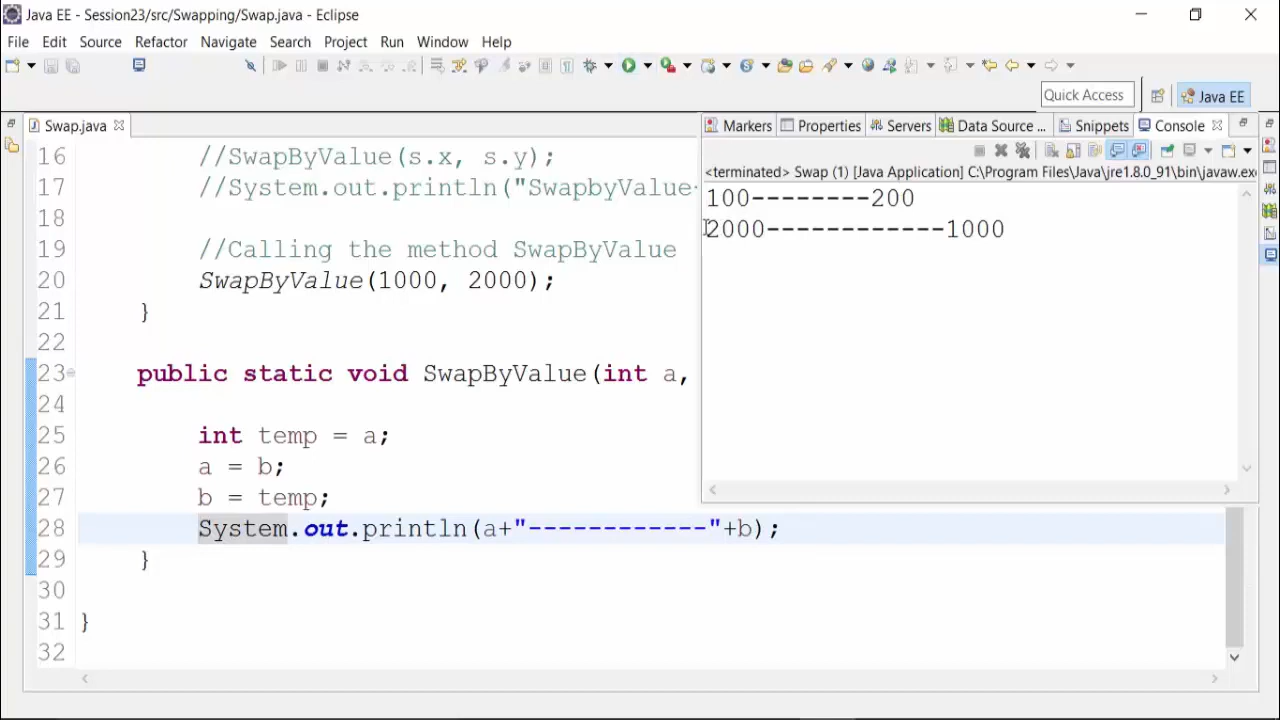 Java EE - Session23/src/Swapping/Swap.java - Eclipse
File Edit Source Refactor Navigate Search Project Run Window Help
Quick Access Java EE
Swap.java
16 //SwapByValue(s.x, s.y);
17 //System.out.println("SwapbyValue-
18
19 //Calling the method SwapByValue
20 SwapByValue(1000, 2000);
21 }
22
23 public static void SwapByValue(int a,
24
25 int temp = a;
26 a = b;
27 b = temp;
28 System.out.println(a+"------------"+b);
29 }
30
31 }
32
Markers Properties Servers Data Source ... Snippets Console
<terminated> Swap (1) [Java Application] C:\Program Files\Java\jre1.8.0_91\bin\javaw.exe
100--------200
2000------------1000